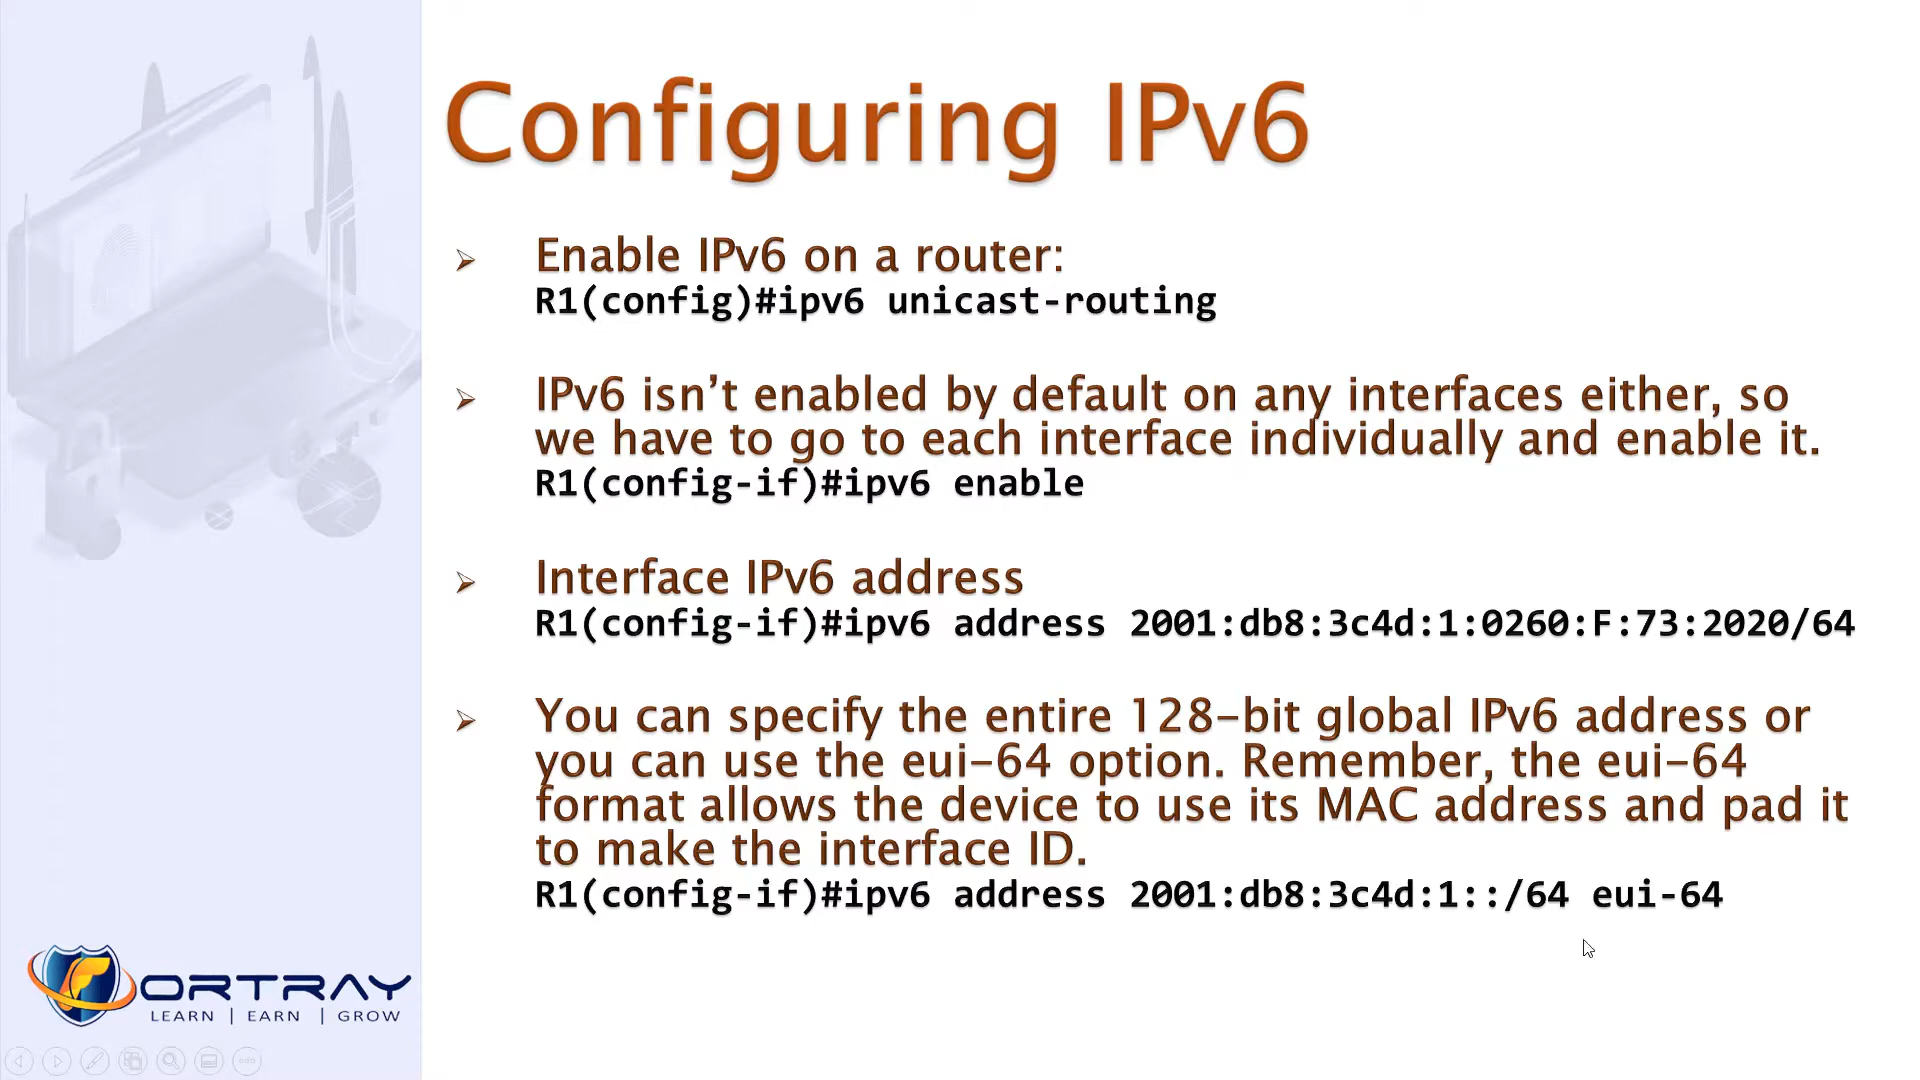 Configuring IPv6
Enable IPv6 on a router:
R1(config)#ipv6 unicast-routing
IPv6 isn’t enabled by default on any interfaces either, so
we have to go to each interface individually and enable it.
R1(config-if)#ipv6 enable
Interface IPv6 address
R1(config-if)#ipv6 address 2001:db8:3c4d:1:0260:F:73:2020/64
You can specify the entire 128-bit global IPv6 address or
you can use the eui-64 option. Remember, the eui-64
format allows the device to use its MAC address and pad it
to make the interface ID.
R1(config-if)#ipv6 address 2001:db8:3c4d:1::/64 eui-64
FORTRAY
LEARN | EARN | GROW